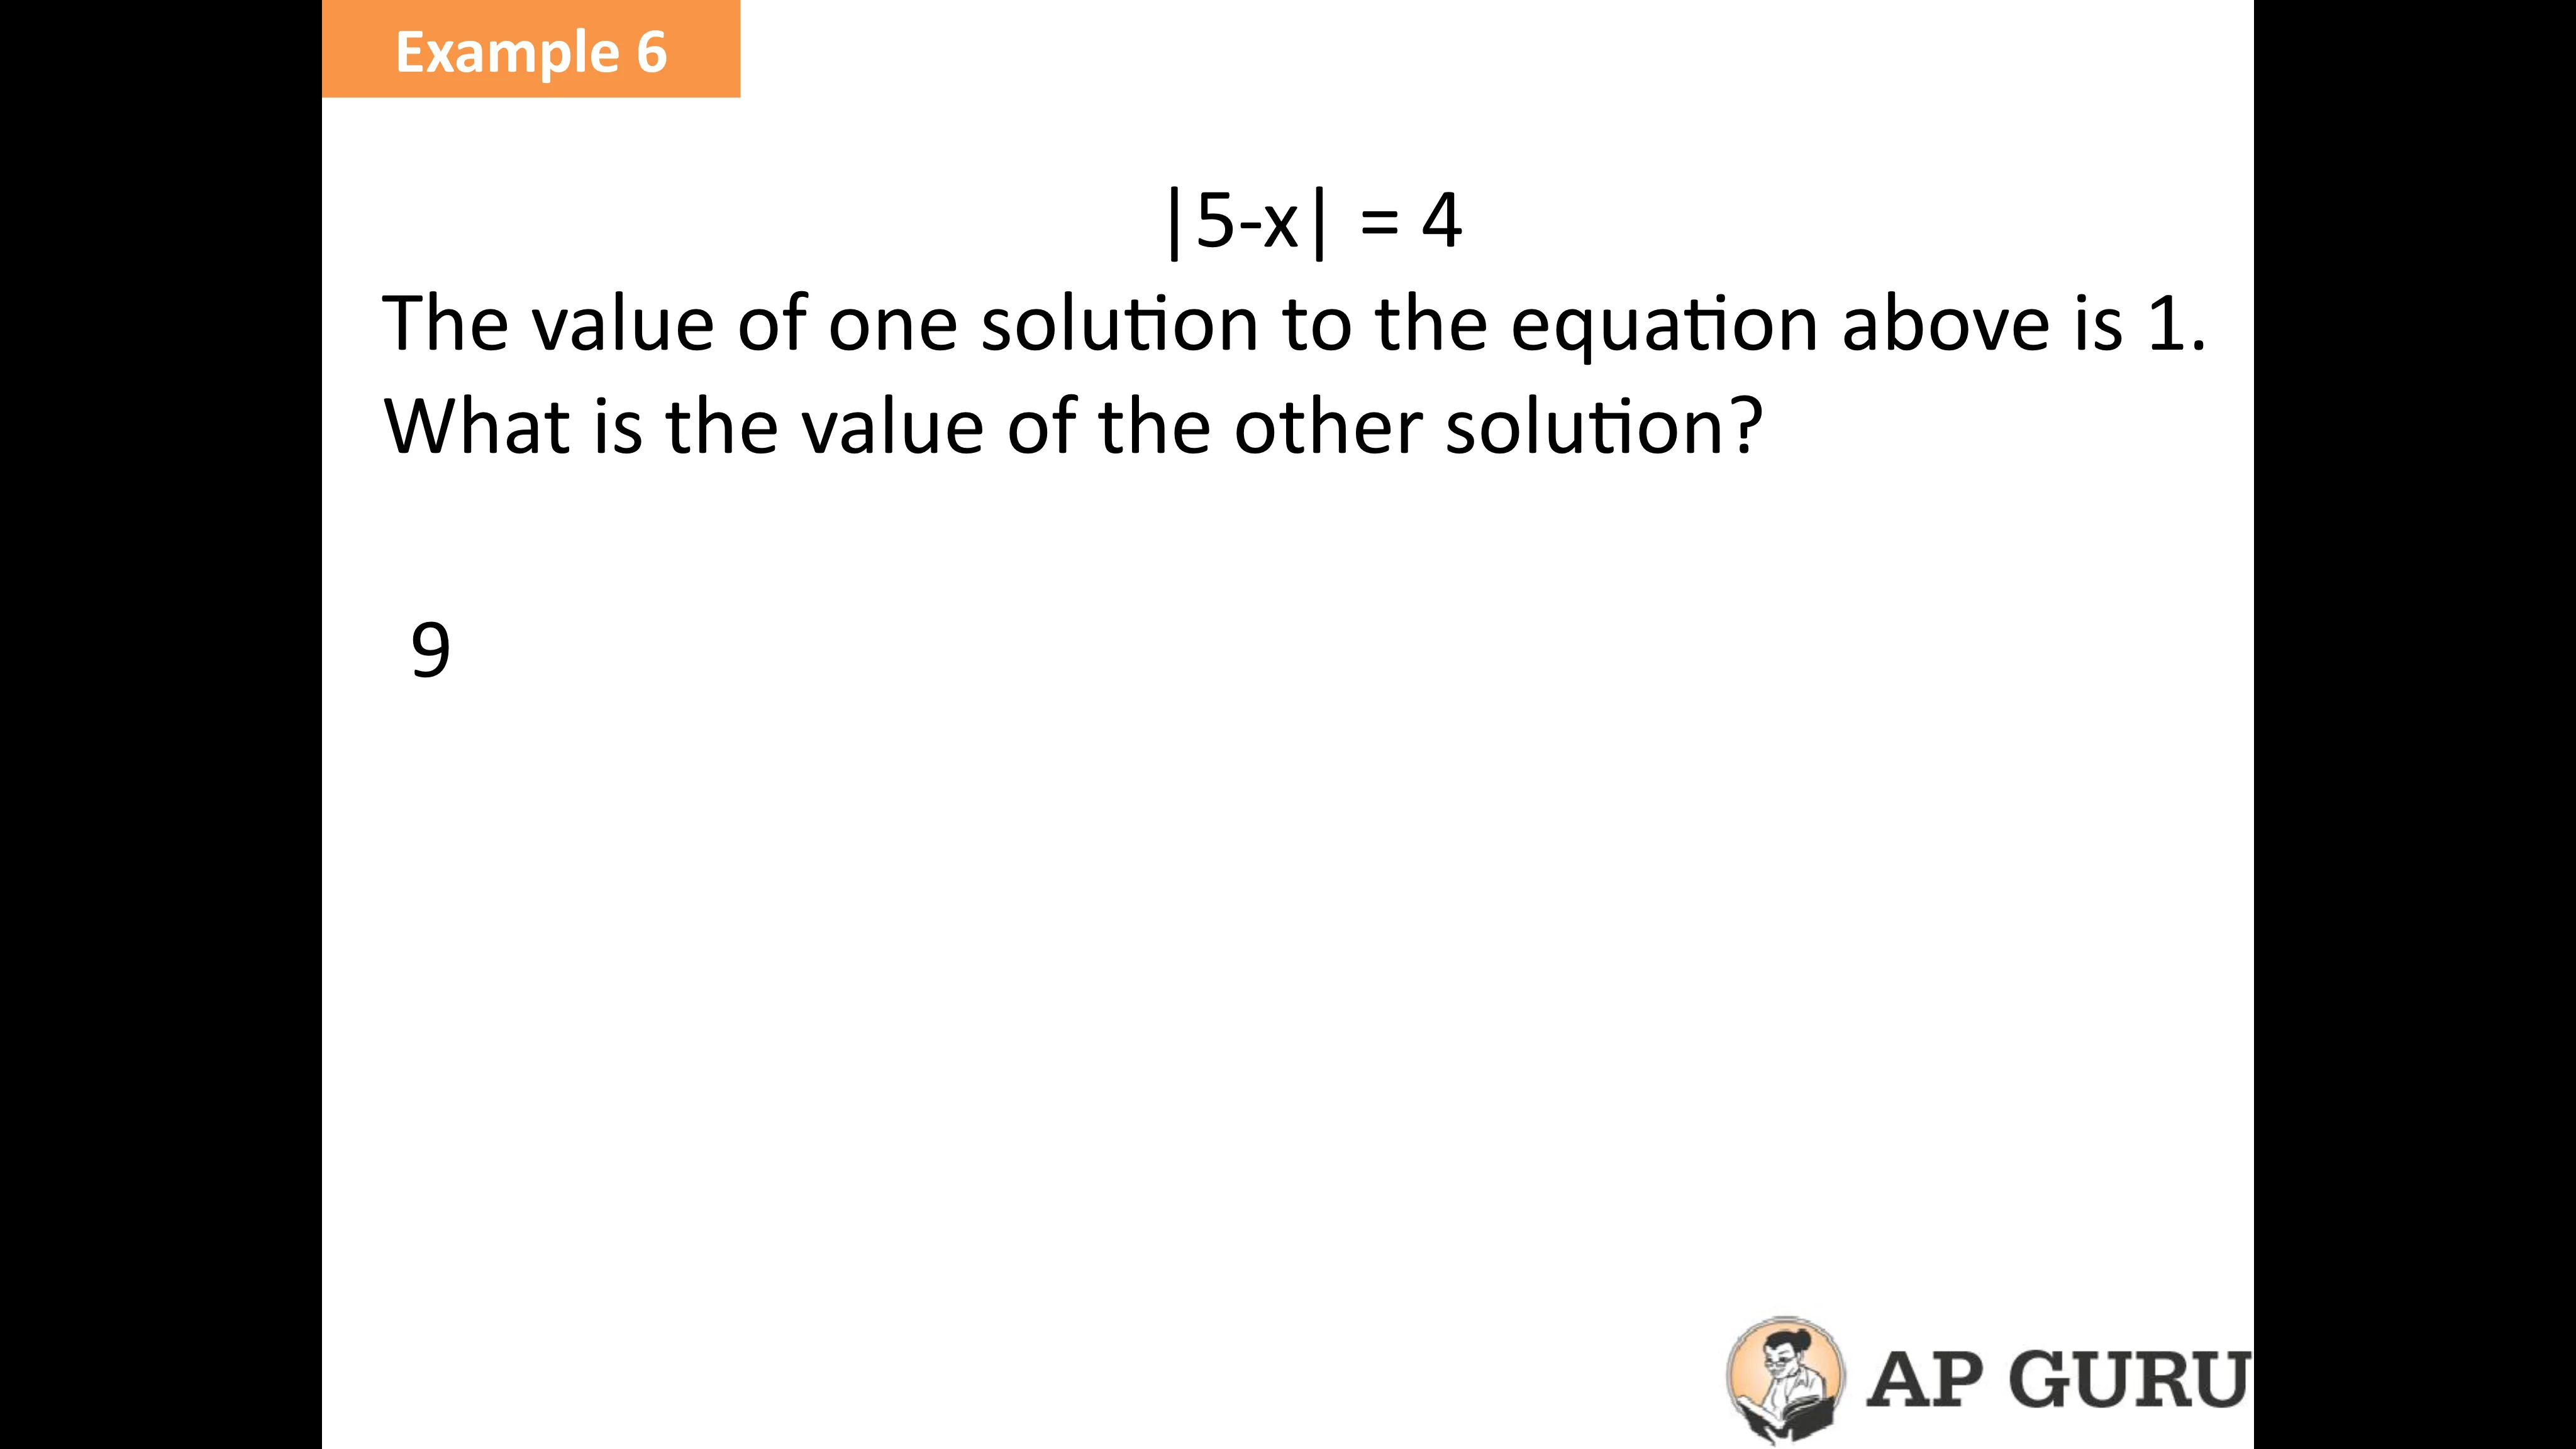 Example 6
|5-x| = 4
The value of one solution to the equation above is 1.
What is the value of the other solution?
9
AP GURU